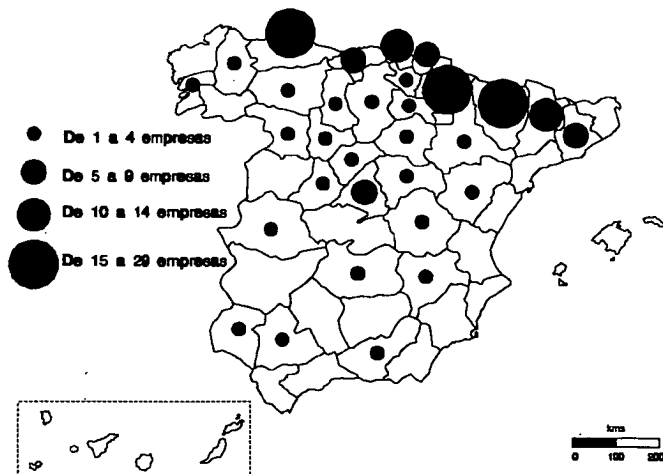 De 1 a 4 empresas
De 5 a 9 empresas
De 10 a 14 empresas
De 15 a 29 empresas
kms
0 100 200